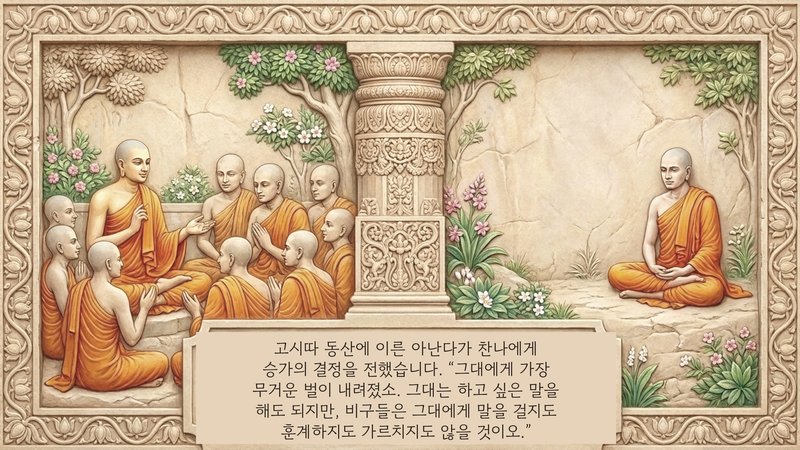 고시따 동산에 이른 아난다가 찬나에게
승가의 결정을 전했습니다. “그대에게 가장
무거운 벌이 내려졌소. 그대는 하고 싶은 말을
해도 되지만, 비구들은 그대에게 말을 걸지도
훈계하지도 가르치지도 않을 것이오.”